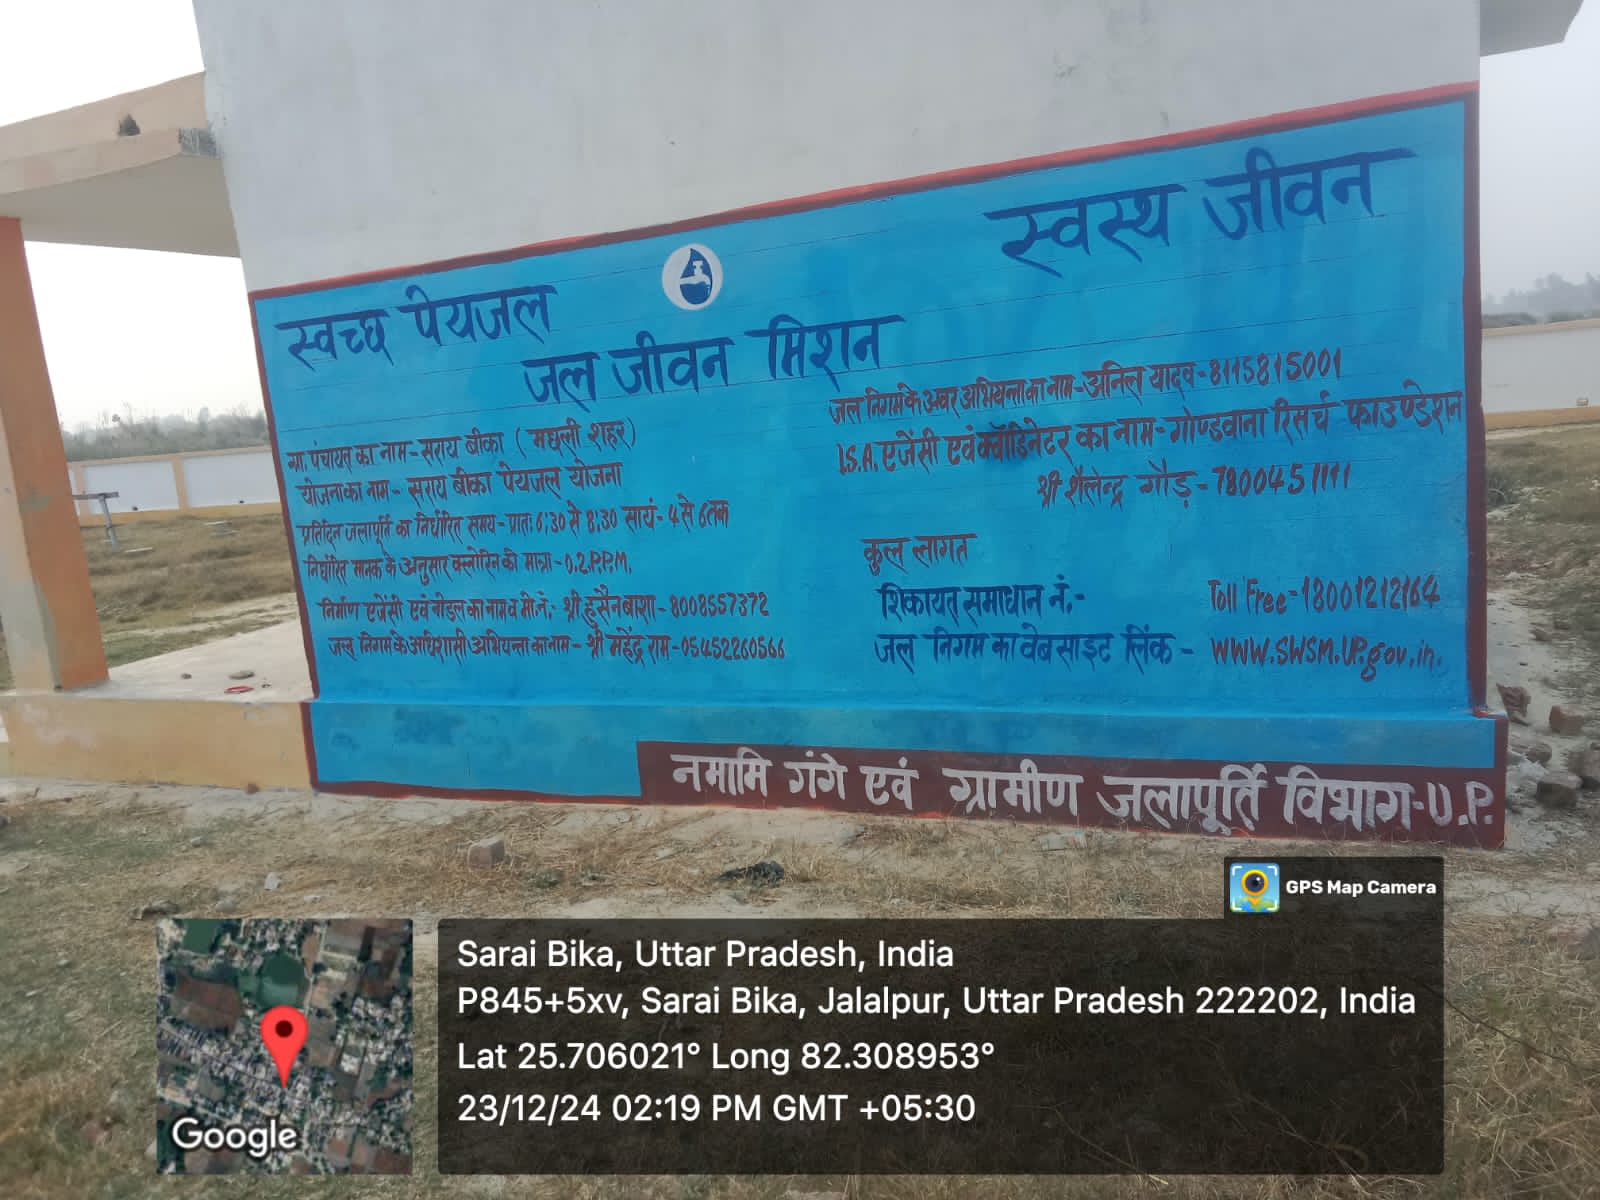 स्वच्छ पेयजल
स्वस्थ जीवन
जल जीवन मिशन
ग्रा. पंचायत का नाम - सराय बीका (मछली शहर)
योजना का नाम - सराय बीका पेयजल योजना
प्रतिदिन जलापूर्ति का निर्धारित समय - प्रातः 6:30 से 8:30 सायं - 4 से 6 तक
निर्धारित मानक के अनुसार क्लोरिन की मात्रा - 0.2 P.P.M.
निर्माण एजेंसी एवं लीडल का नाम व मो. नं. - श्री हुसैन बाशा - 8008557372
जल निगम के अधिशासी अभियन्ता का नाम - श्री महेंद्र राम - 05452260566
जल निगम के अवर अभियन्ता का नाम - अनिल यादव - 8115815001
I.S.A. एजेंसी एवं क्वॉडिनेटर का नाम - गोण्डवाना रिसर्च फाउण्डेशन
श्री शैलेन्द्र गौड़ - 7800451111
कुल लागत
शिकायत समाधान नं. - Toll Free - 18001212164
जल निगम का वेबसाइट लिंक - www.swsm.up.gov.in.
नमामि गंगे एवं ग्रामीण जलापूर्ति विभाग - U.P.
GPS Map Camera
Sarai Bika, Uttar Pradesh, India
P845+5xv, Sarai Bika, Jalalpur, Uttar Pradesh 222202, India
Lat 25.706021° Long 82.308953°
23/12/24 02:19 PM GMT +05:30
Google